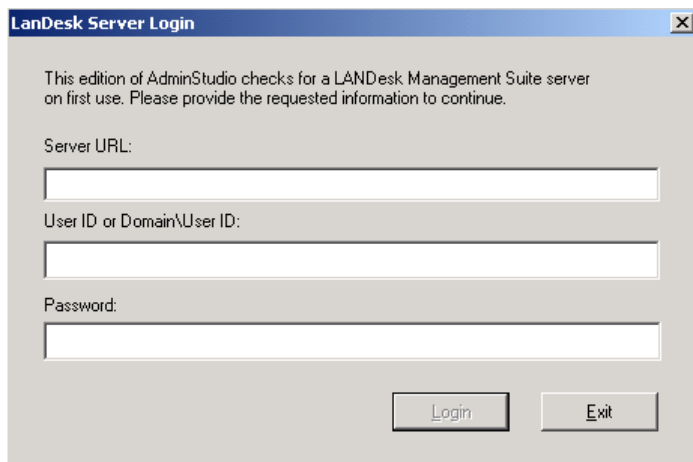 LanDesk Server Login
This edition of AdminStudio checks for a LANDesk Management Suite server
on first use. Please provide the requested information to continue.
Server URL:
User ID or Domain\User ID:
Password:
Login
Exit